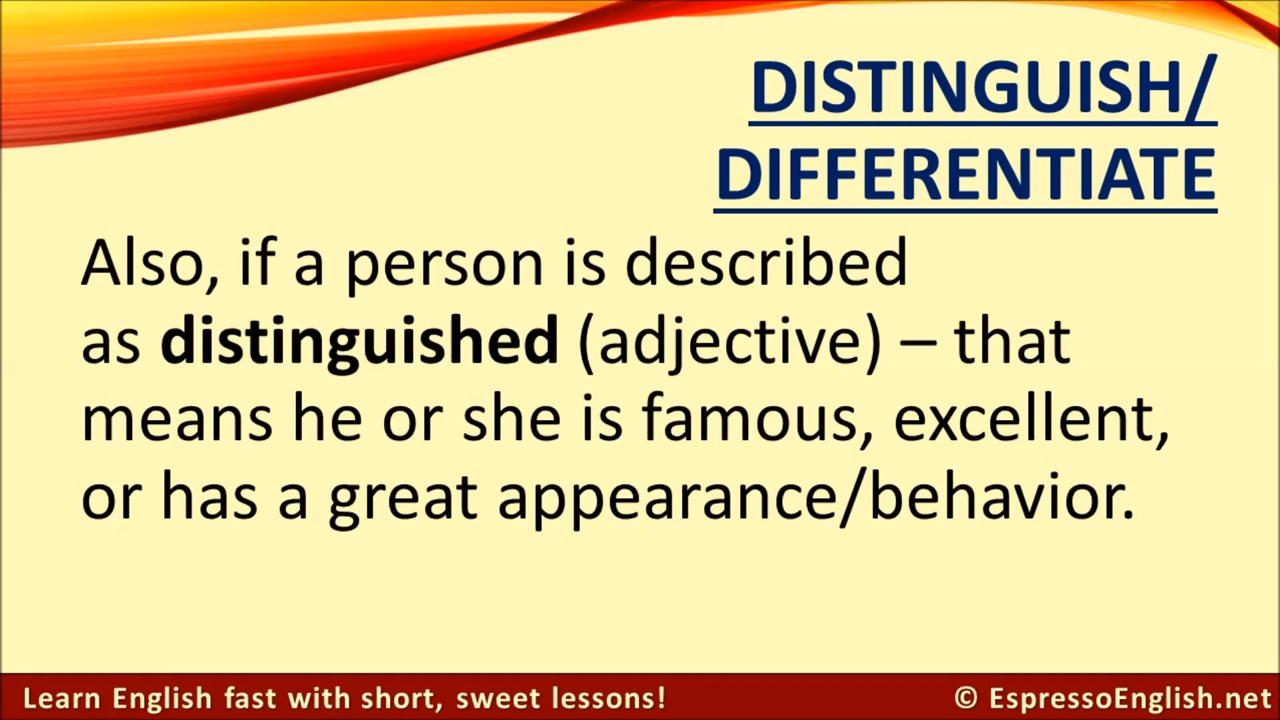 DISTINGUISH/
DIFFERENTIATE
Also, if a person is described
as distinguished (adjective) – that
means he or she is famous, excellent,
or has a great appearance/behavior.
Learn English fast with short, sweet lessons!
© EspressoEnglish.net